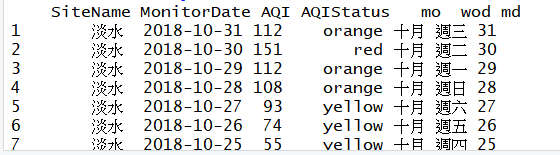 SiteName MonitorDate AQI AQIStatus mo wod md
1 淡水 2018-10-31 112 orange 十月 週三 31
2 淡水 2018-10-30 151 red 十月 週二 30
3 淡水 2018-10-29 112 orange 十月 週一 29
4 淡水 2018-10-28 108 orange 十月 週日 28
5 淡水 2018-10-27 93 yellow 十月 週六 27
6 淡水 2018-10-26 74 yellow 十月 週五 26
7 淡水 2018-10-25 55 yellow 十月 週四 25